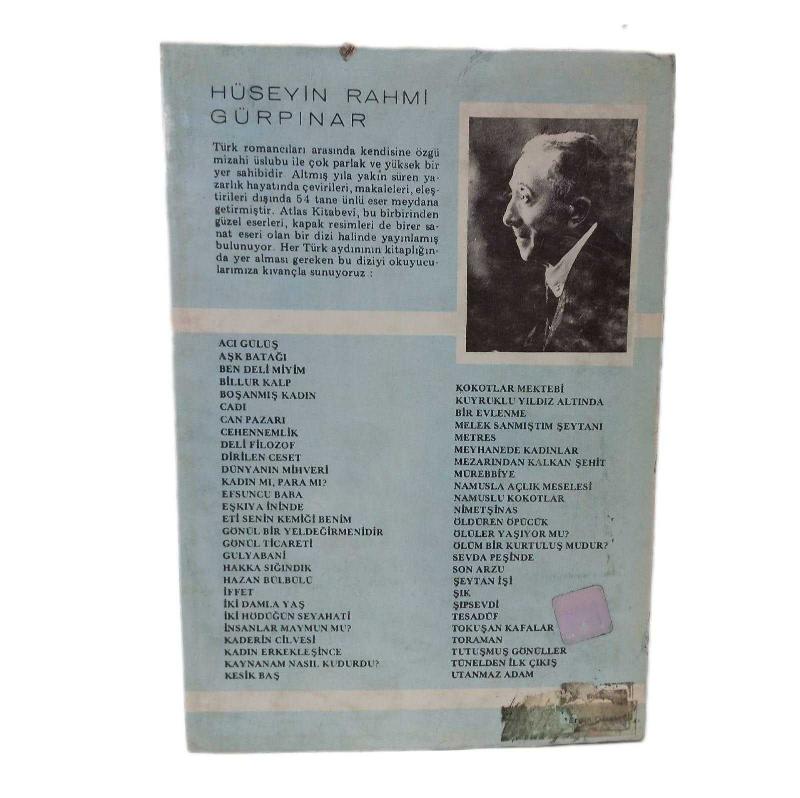 HÜSEYİN RAHMİ
GÜRPINAR
Türk romancıları arasında kendisine özgü
mizahi üslubu ile çok parlak ve yüksek bir
yer sahibidir Altmış yıla yakın süren ya-
zarlık hayatında çevirileri, makaleleri, eleş-
tirileri dışında 54 tane ünlü eser meydana
getirmiştir. Atlas Kitabevi, bu birbirinden
güzel eserleri, kapak resimleri de birer sa-
nat eseri olan bir dizi halinde yayınlamış
bulunuyor. Her Türk aydınının kitaplığın-
da yer alması gereken bu diziyi okuyucu-
larımıza kıvançla sunuyoruz :
ACI GÜLÜŞ
AŞK BATAĞI
BEN DELİ MİYİM
BİLLUR KALP
BOŞANMIŞ KADIN
CADI
CAN PAZARI
CEHENNEMLİK
DELİ FİLOZOF
DİRİLEN CESET
DÜNYANIN MİHVERİ
KADIN MI, PARA MI?
EFSUNCU BABA
EŞKIYA İNİNDE
ETİ SENİN KEMİĞİ BENİM
GÖNÜL BİR YELDEĞİRMENİDİR
GÖNÜL TİCARETİ
GULYABANİ
HAKKA SIĞINDIK
HAZAN BÜLBÜLÜ
İFFET
İKİ DAMLA YAŞ
İKİ HÖDÜĞÜN SEYAHATİ
İNSANLAR MAYMUN MU?
KADERİN CİLVESİ
KADIN ERKEKLEŞİNCE
KAYNANAM NASIL KUDURDU?
KESİK BAŞ
KOKOTLAR MEKTEBİ
KUYRUKLU YILDIZ ALTINDA
BİR EVLENME
MELEK SANMIŞTIM ŞEYTANI
METRES
MEYHANEDE KADINLAR
MEZARINDAN KALKAN ŞEHİT
MÜREBBİYE
NAMUSLA AÇLIK MESELESİ
NAMUSLU KOKOTLAR
NİMETŞİNAS
ÖLDÜREN ÖPÜCÜK
ÖLÜLER YAŞIYOR MU?
ÖLÜM BİR KURTULUŞ MUDUR?
SEVDA PEŞİNDE
SON ARZU
ŞEYTAN İŞİ
ŞIK
ŞIPSEVDİ
TESADÜF
TOKUŞAN KAFALAR
TORAMAN
TUTUŞMUŞ GÖNÜLLER
TÜNELDEN İLK ÇIKIŞ
UTANMAZ ADAM